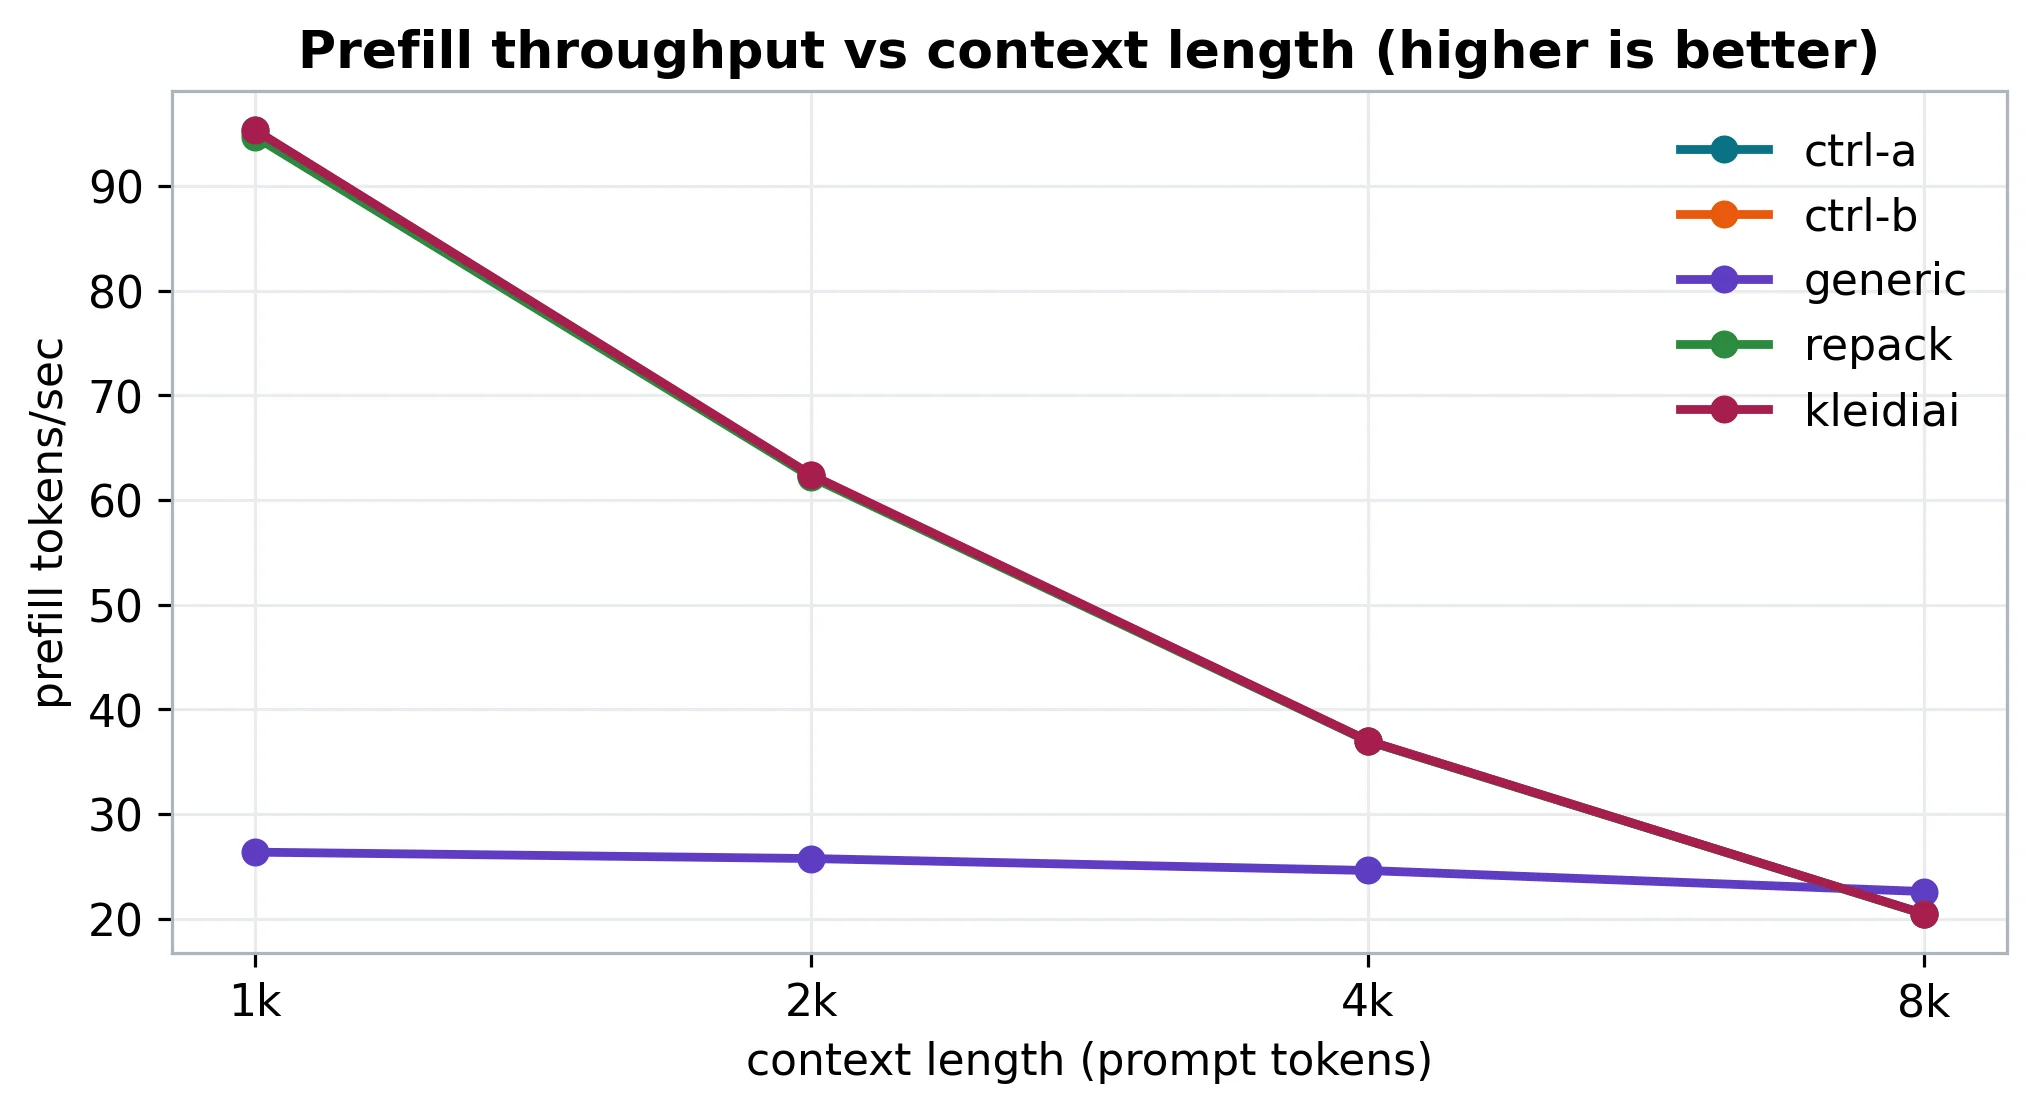 Prefill throughput vs context length (higher is better)
ctrl-a
ctrl-b
generic
repack
kleidiai
prefill tokens/sec
90
80
70
60
50
40
30
20
1k 2k 4k 8k
context length (prompt tokens)